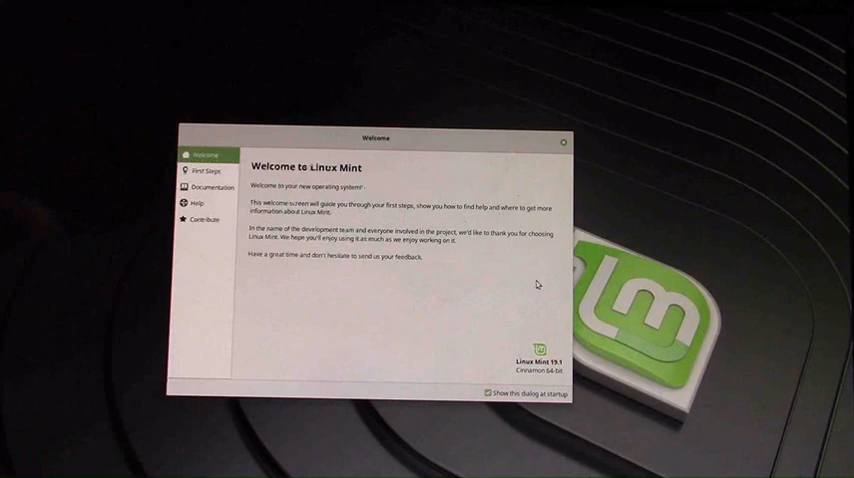 Welcome
Welcome
First Steps
Documentation
Help
Contribute
Welcome to Linux Mint
Welcome to your new operating system!
This welcome screen will guide you through your first steps, show you how to find help and where to get more
information about Linux Mint.
In the name of the development team and everyone involved in the project, we'd like to thank you for choosing
Linux Mint. We hope you'll enjoy using it as much as we enjoy working on it.
Have a great time and don't hesitate to send us your feedback.
Linux Mint 19.1
Cinnamon 64-bit
Show this dialog at startup